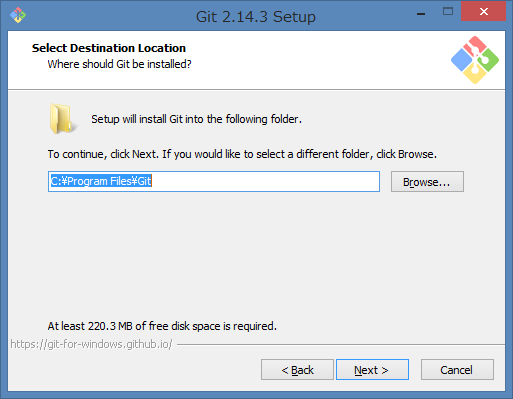 Git 2.14.3 Setup
Select Destination Location
Where should Git be installed?
Setup will install Git into the following folder.
To continue, click Next. If you would like to select a different folder, click Browse.
C:¥Program Files¥Git
Browse...
At least 220.3 MB of free disk space is required.
https://git-for-windows.github.io/
< Back
Next >
Cancel